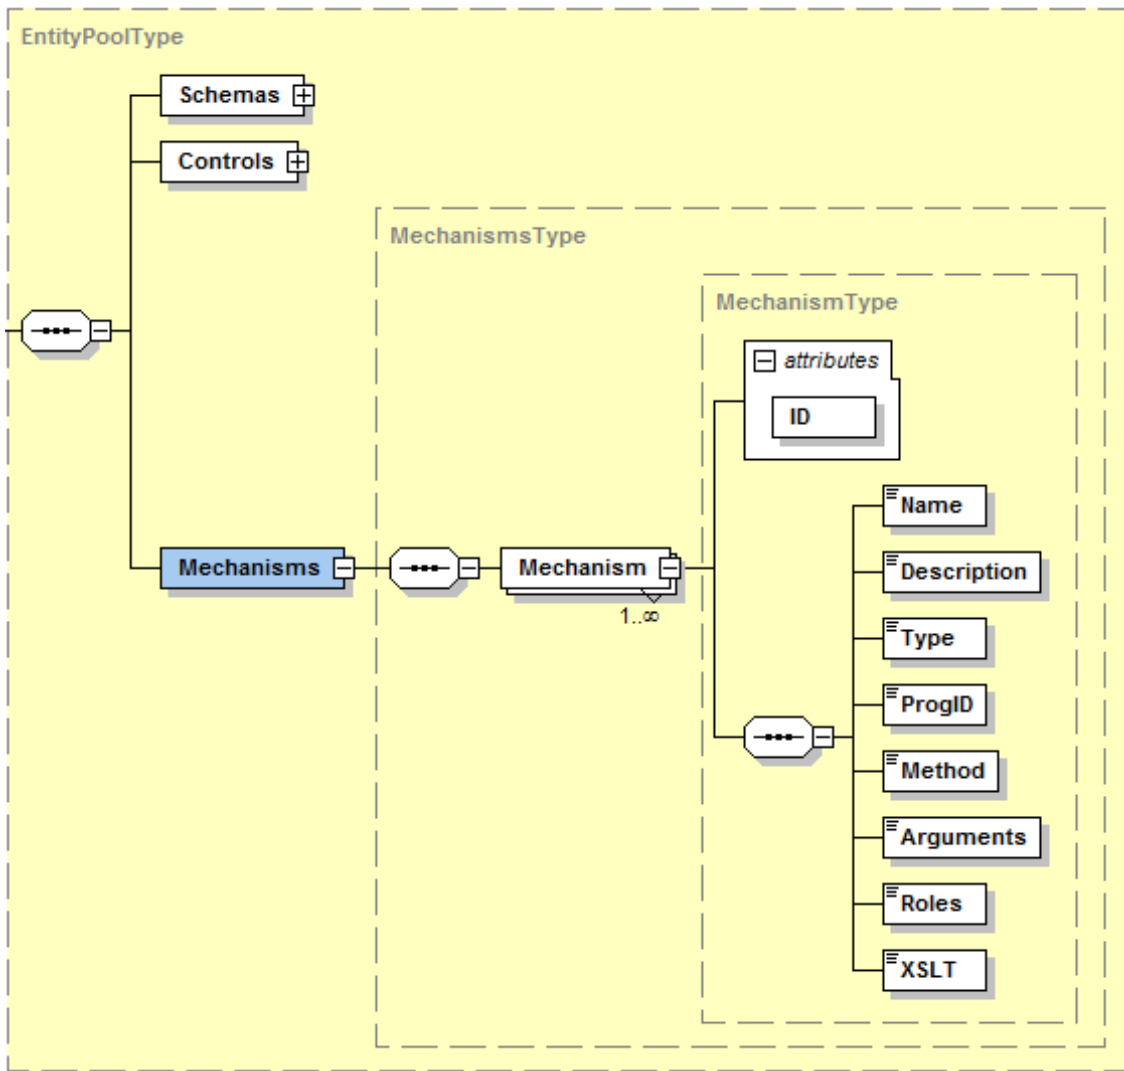 EntityPoolType
Schemas
Controls
MechanismsType
MechanismType
attributes
ID
Name
Description
Mechanisms
Mechanism
1..∞
Type
ProgID
Method
Arguments
Roles
XSLT